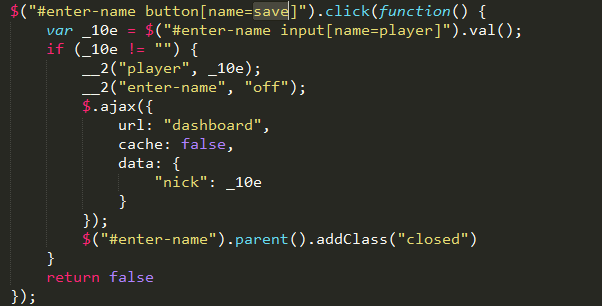 $("#enter-name button[name=save]").click(function() {
    var _10e = $("#enter-name input[name=player]").val();
    if (_10e != "") {
        __2("player", _10e);
        __2("enter-name", "off");
        $.ajax({
            url: "dashboard",
            cache: false,
            data: {
                "nick": _10e
            }
        });
        $("#enter-name").parent().addClass("closed")
    }
    return false
});